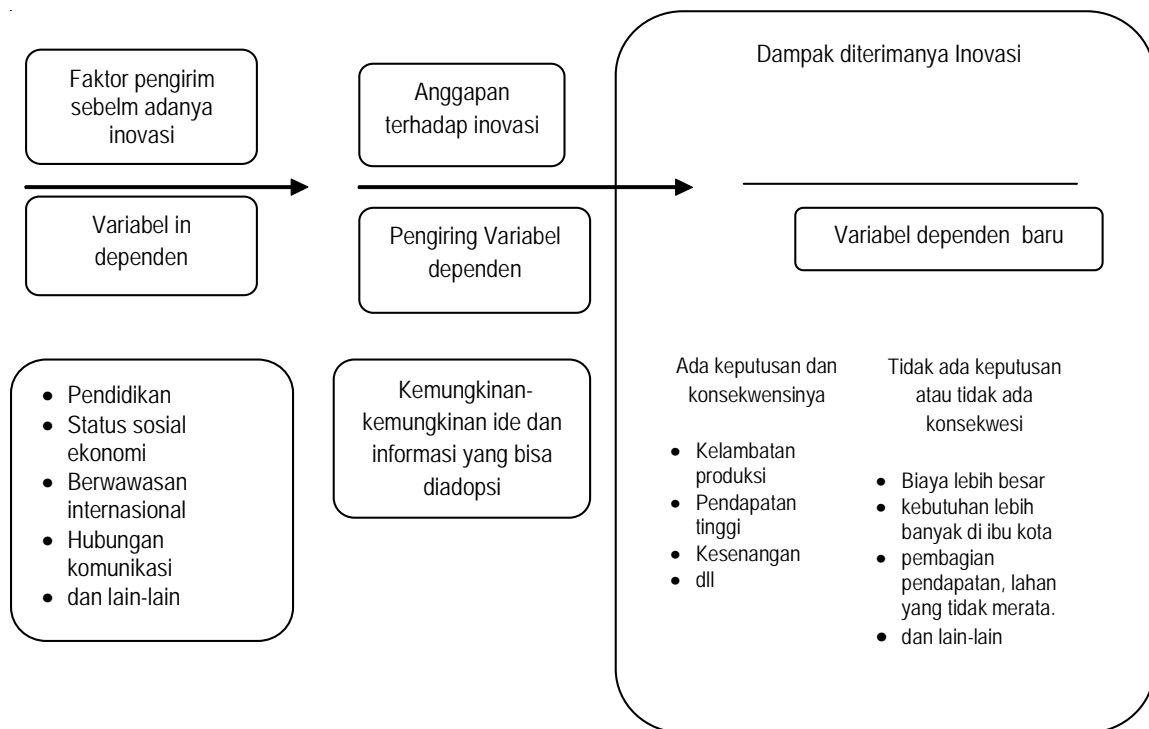 Faktor pengirim
sebelm adanya
inovasi
Variabel in
dependen
• Pendidikan
• Status sosial
ekonomi
• Berwawasan
internasional
• Hubungan
komunikasi
• dan lain-lain
Anggapan
terhadap inovasi
Pengiring Variabel
dependen
Kemungkinan-
kemungkinan ide dan
informasi yang bisa
diadopsi
Dampak diterimanya Inovasi
Variabel dependen baru
Ada keputusan dan
konsekwensinya
• Kelambatan
produksi
• Pendapatan
tinggi
• Kesenangan
• dll
Tidak ada keputusan
atau tidak ada
konsekwesi
• Biaya lebih besar
• kebutuhan lebih
banyak di ibu kota
• pembagian
pendapatan, lahan
yang tidak merata.
• dan lain-lain